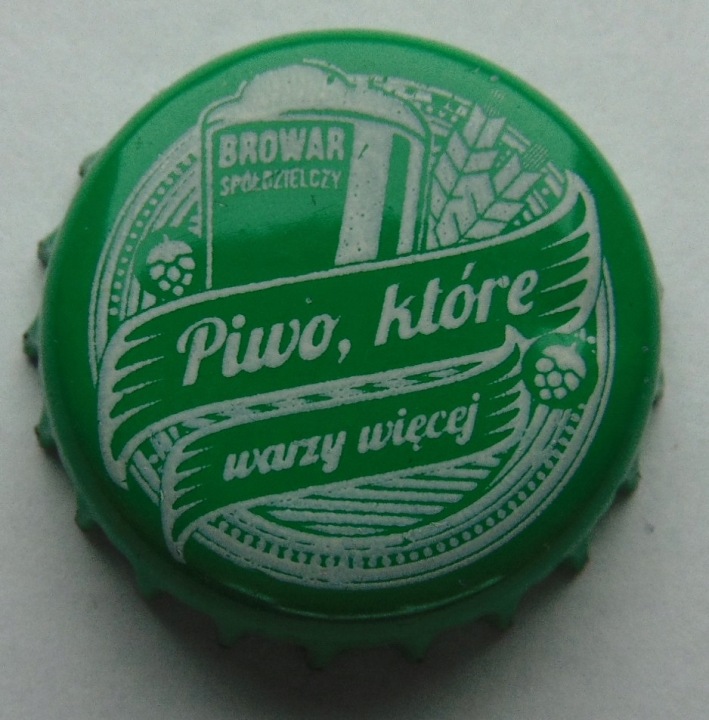 BROWAR
SPÓŁDZIELCZY
Piwo, które
warzy więcej